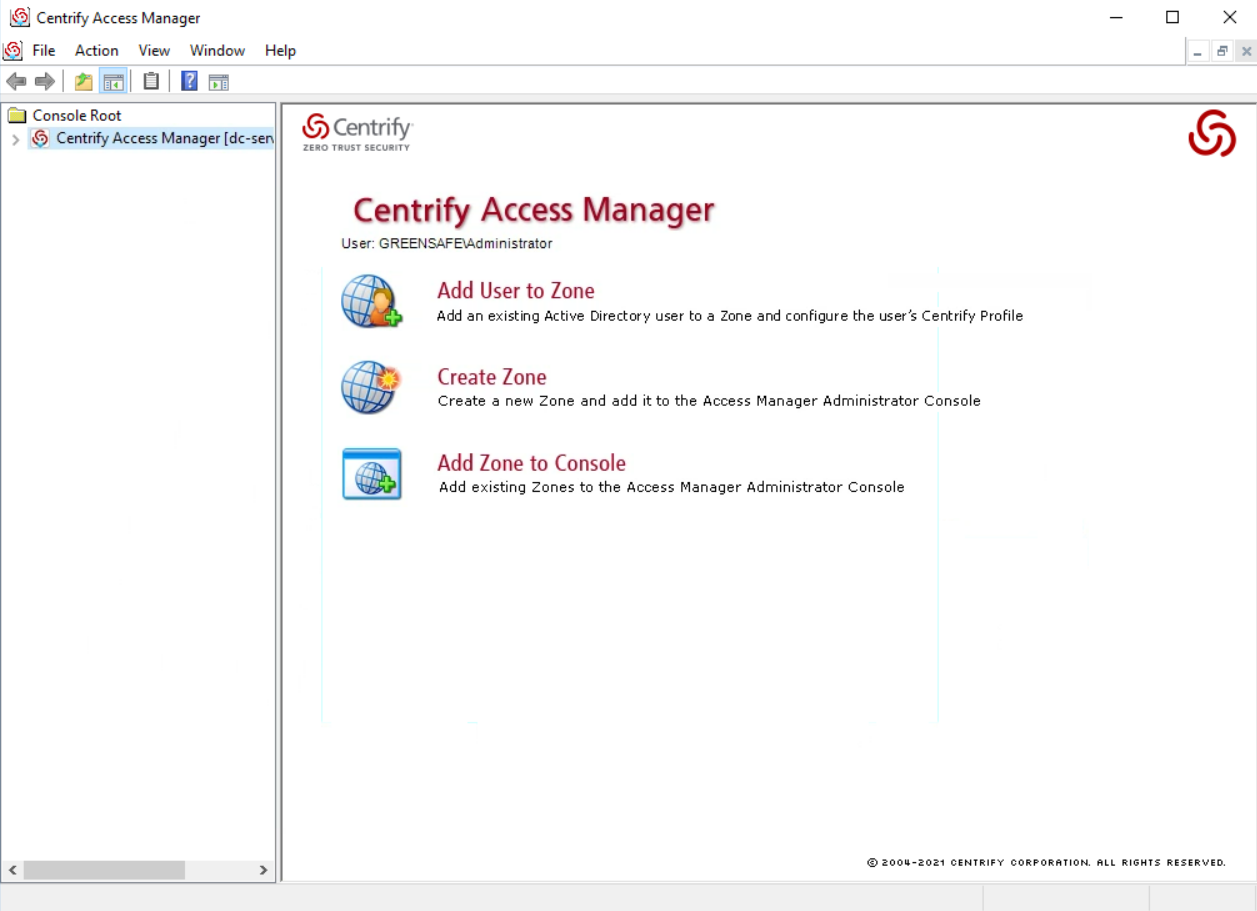 Centrify Access Manager
File Action View Window Help
Console Root
Centrify Access Manager [dc-serv
Centrify
ZERO TRUST SECURITY
Centrify Access Manager
User: GREENSAFE\Administrator
Add User to Zone
Add an existing Active Directory user to a Zone and configure the user's Centrify Profile
Create Zone
Create a new Zone and add it to the Access Manager Administrator Console
Add Zone to Console
Add existing Zones to the Access Manager Administrator Console
© 2004-2021 CENTRIFY CORPORATION. ALL RIGHTS RESERVED.